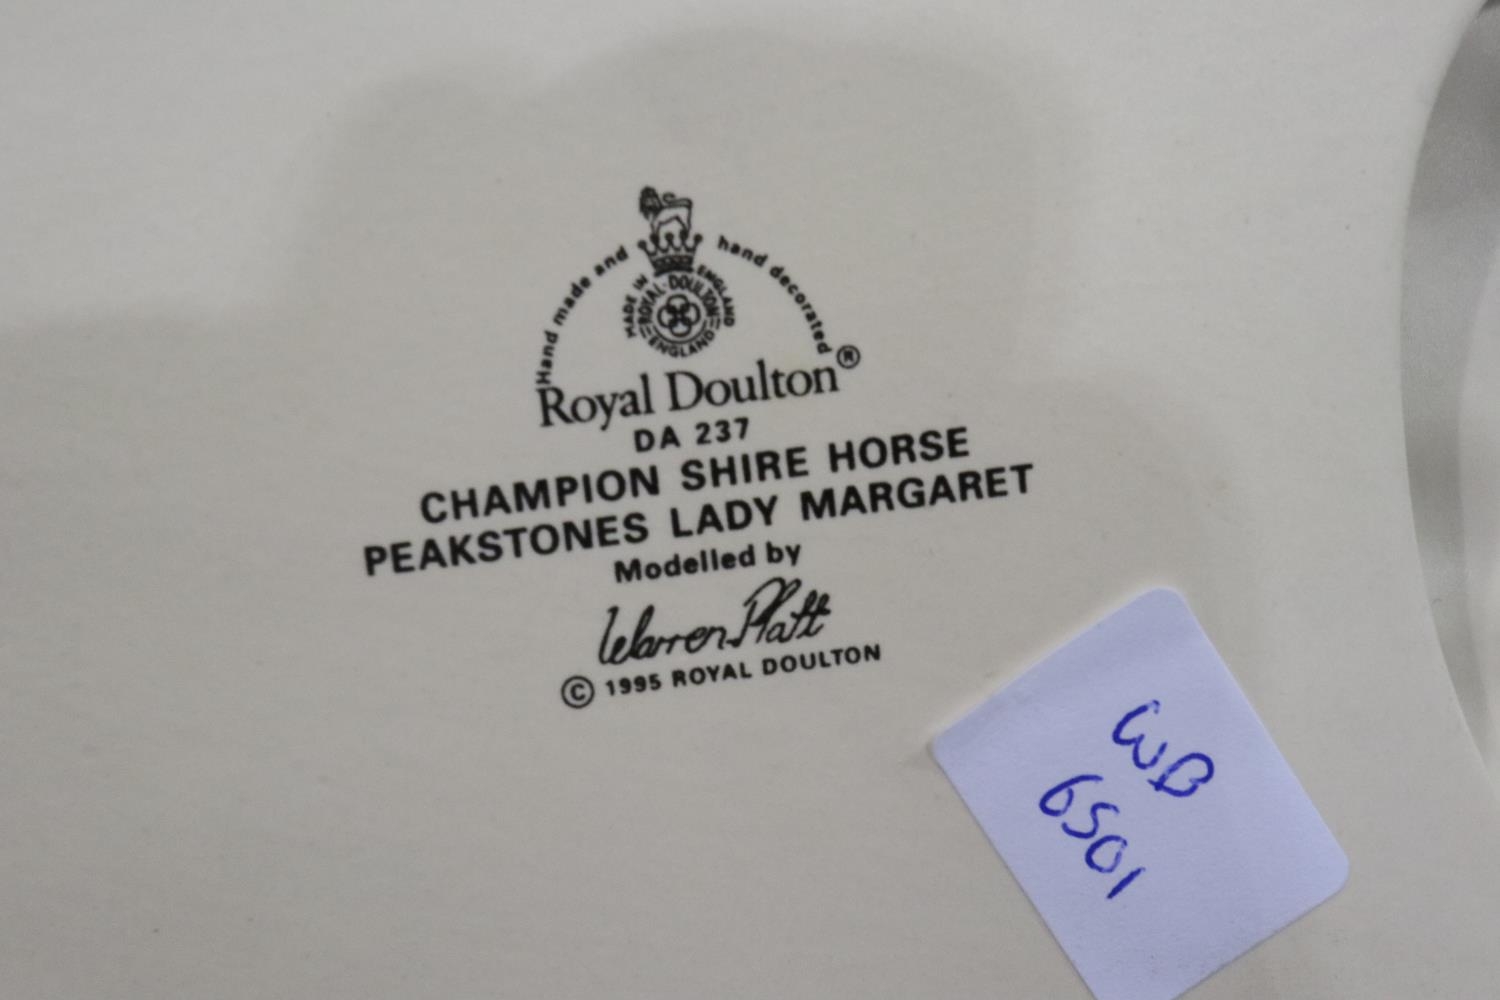 Hand made and hand decorated
MADE IN ENGLAND
ROYAL-DOULTON
ENGLAND
Royal Doulton®
DA 237
CHAMPION SHIRE HORSE
PEAKSTONES LADY MARGARET
Modelled by
Warren Platt
© 1995 ROYAL DOULTON
WB
6501